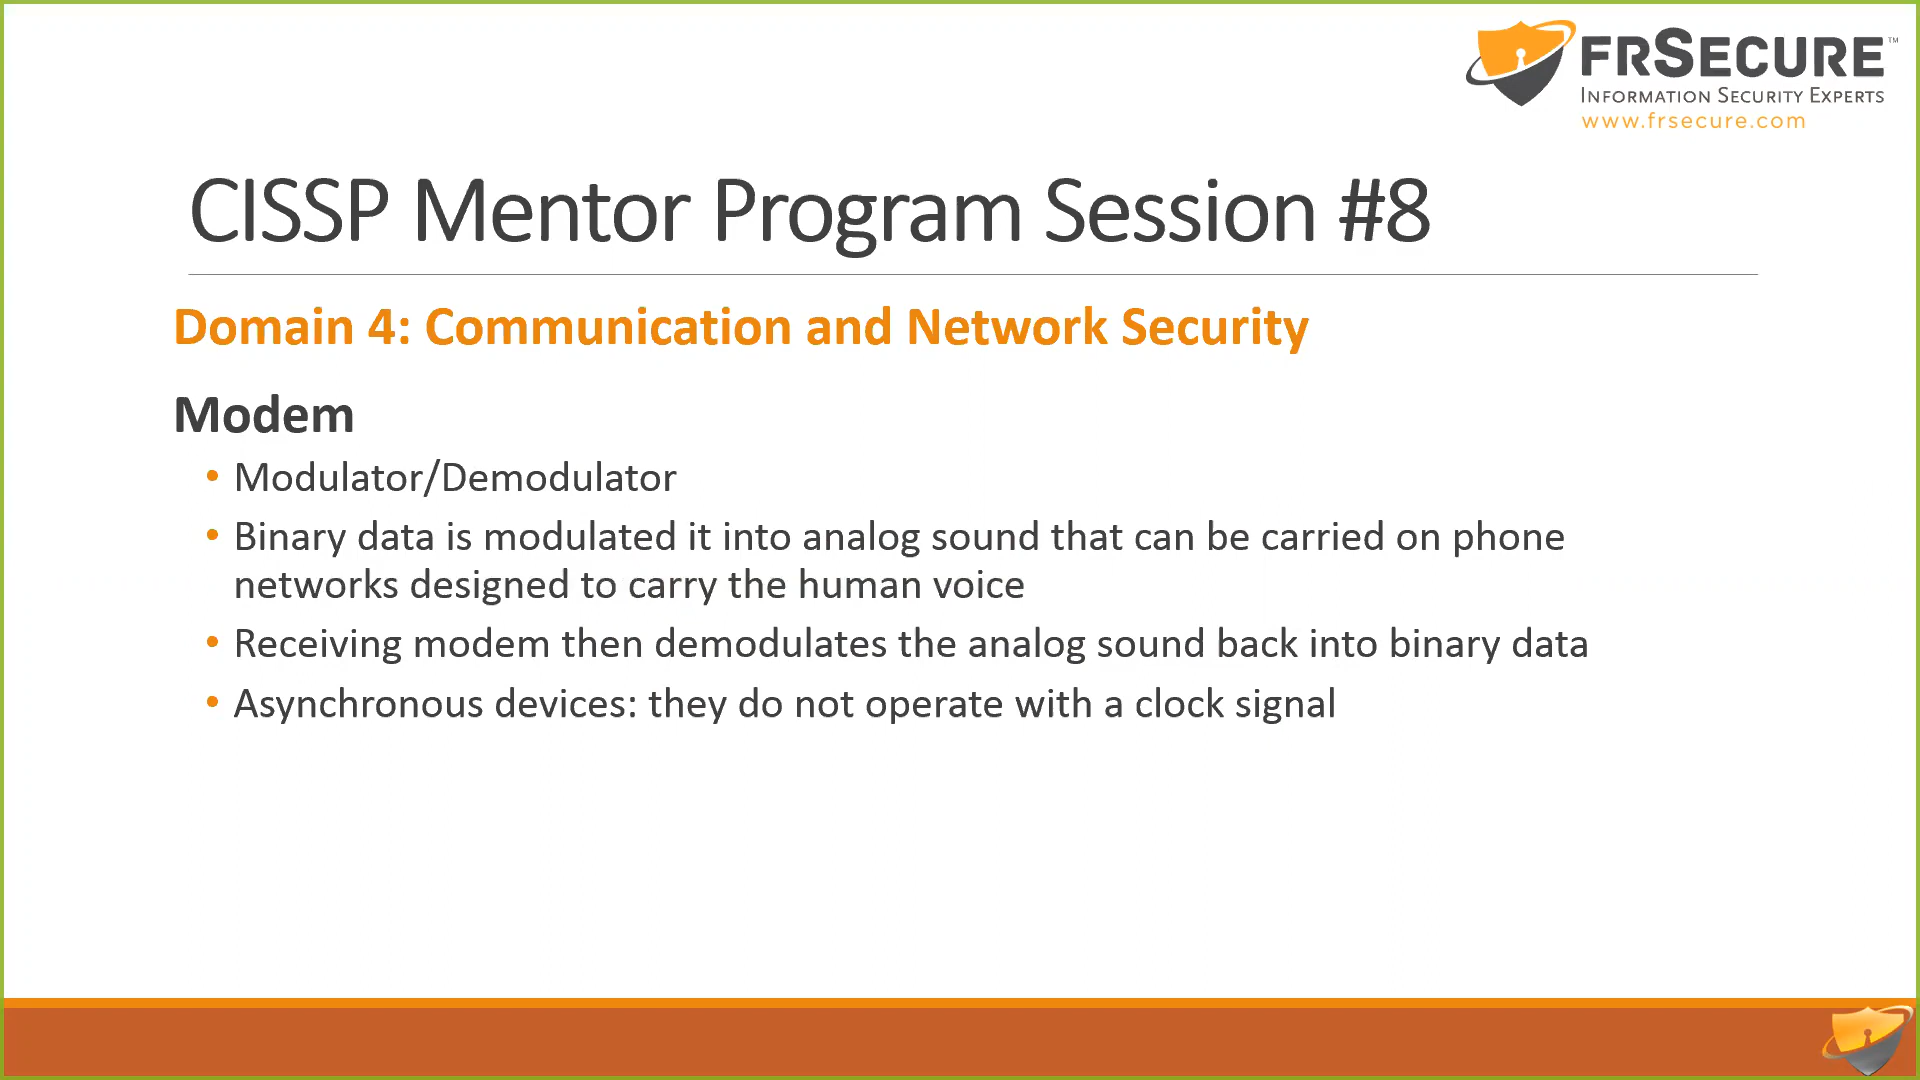 FRSECURE™
INFORMATION SECURITY EXPERTS
www.frsecure.com
CISSP Mentor Program Session #8
Domain 4: Communication and Network Security
Modem
• Modulator/Demodulator
• Binary data is modulated it into analog sound that can be carried on phone
networks designed to carry the human voice
• Receiving modem then demodulates the analog sound back into binary data
• Asynchronous devices: they do not operate with a clock signal